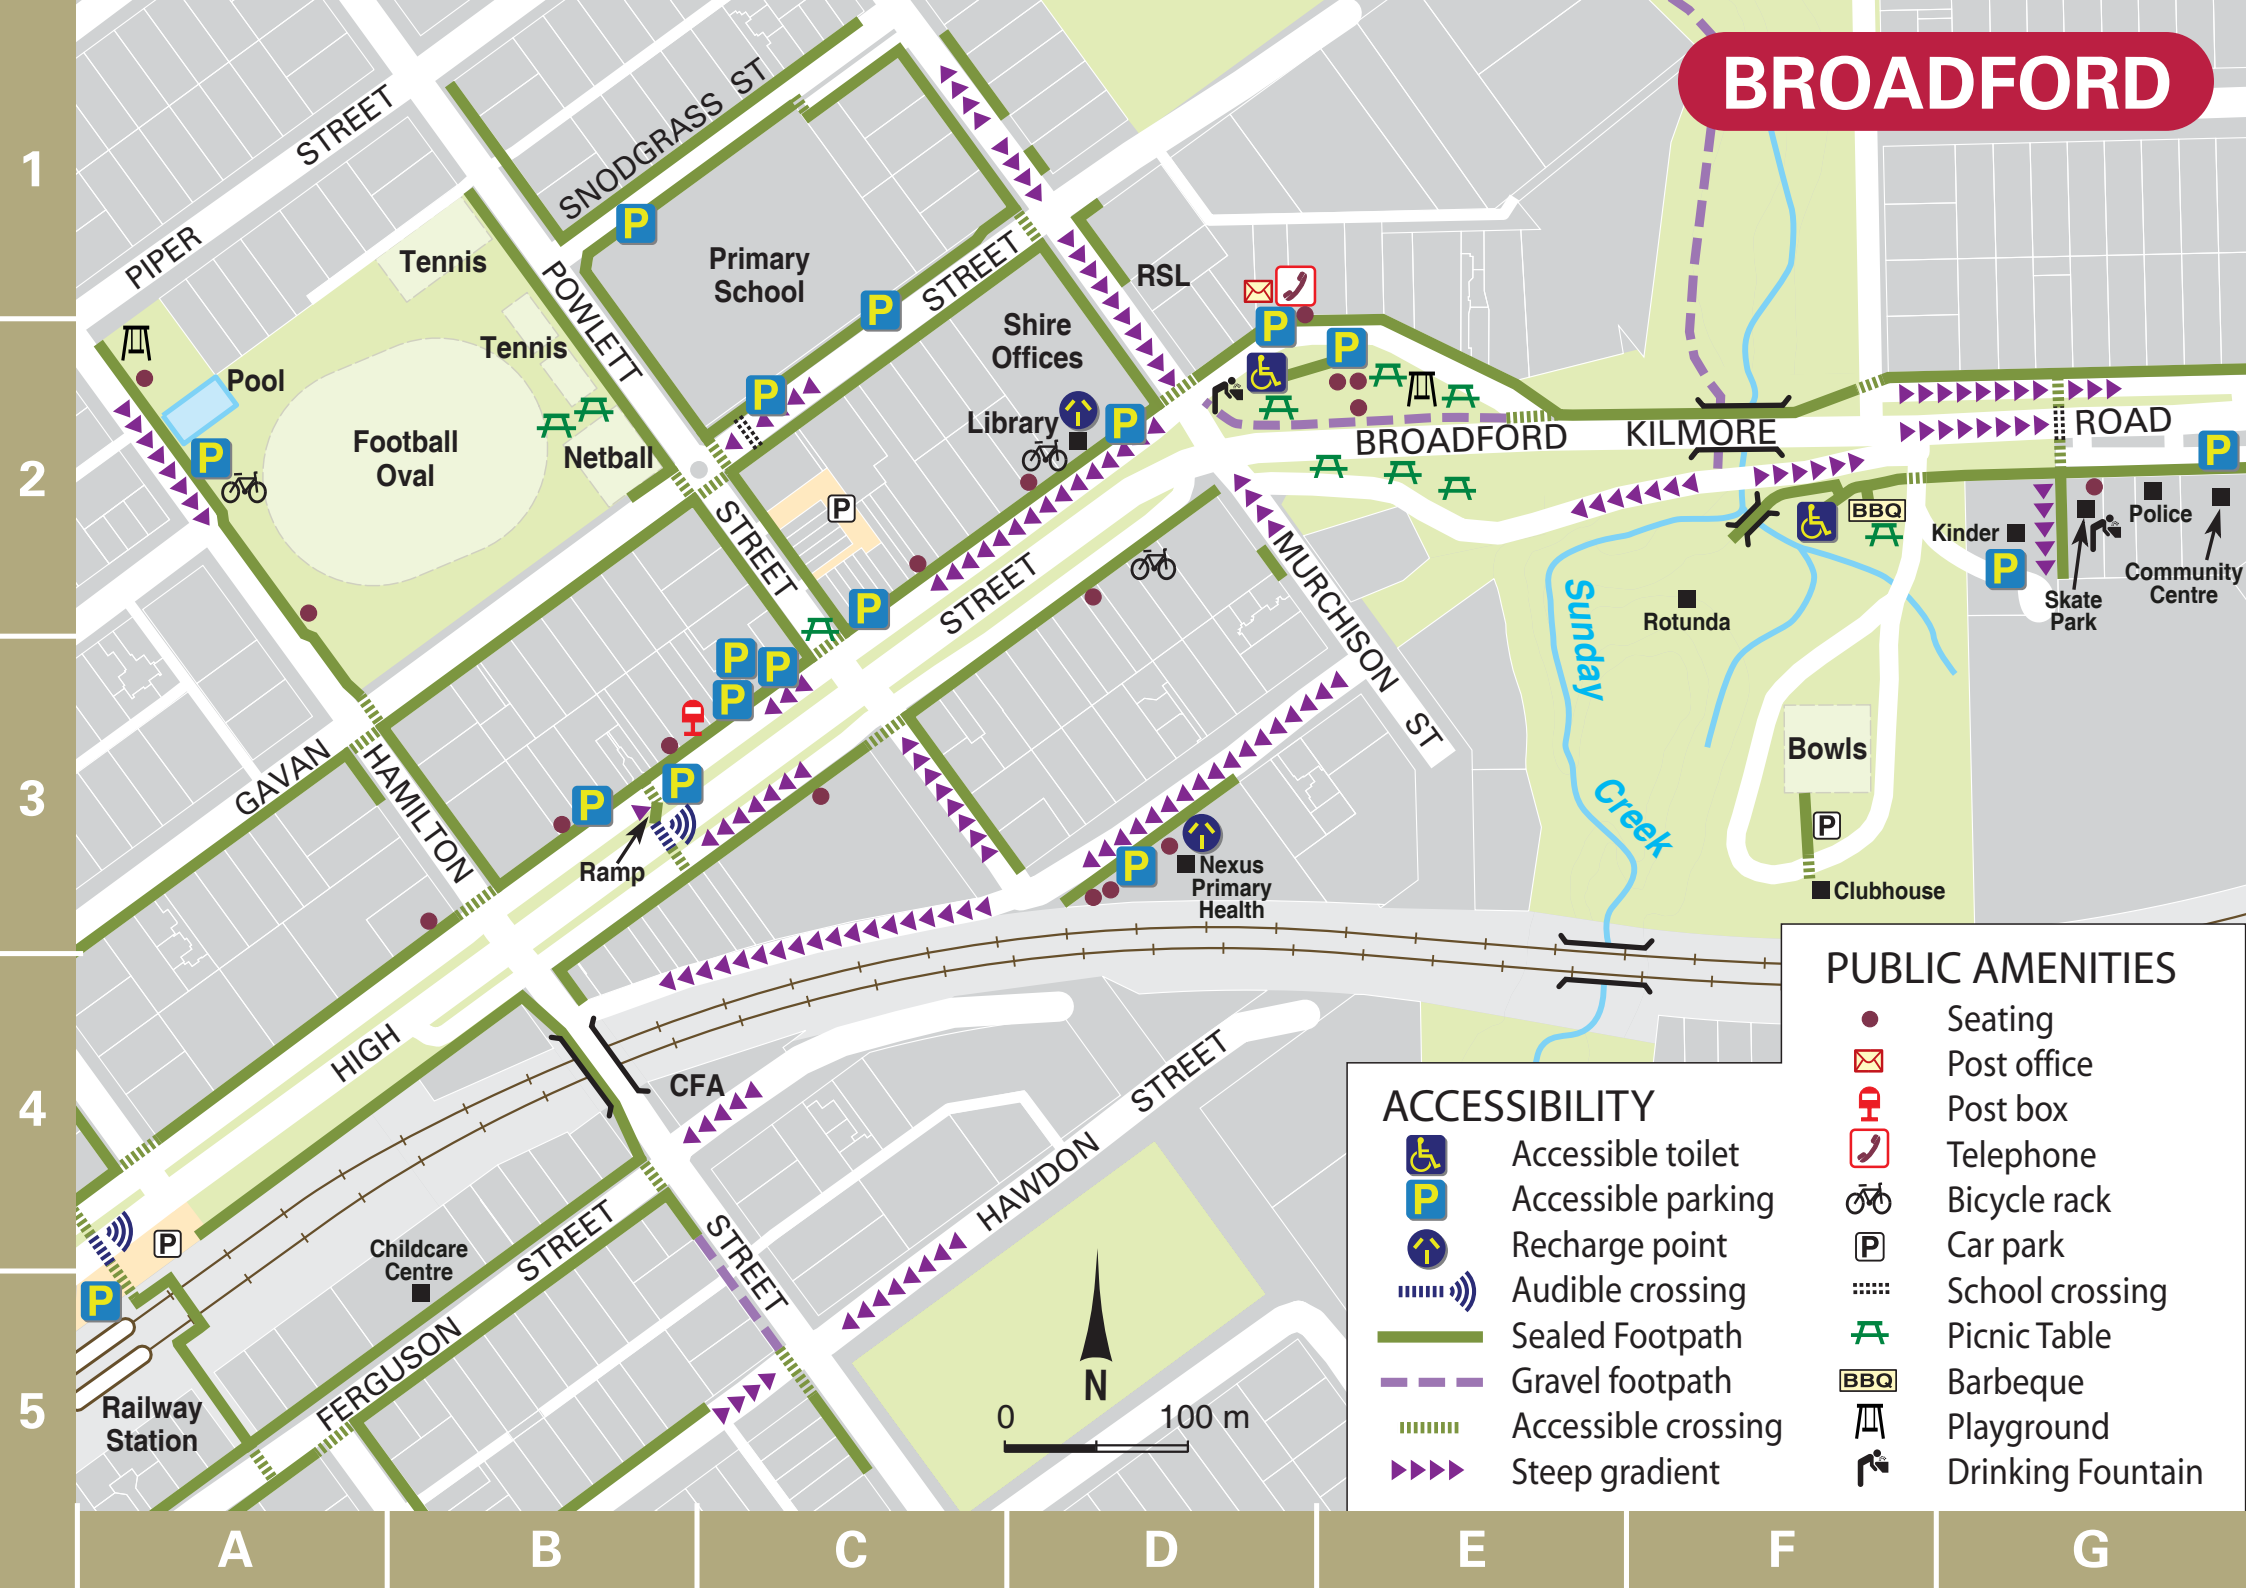 BROADFORD
1
2
3
4
5
PIPER STREET
SNODGRASS ST
Tennis
Primary
School
STREET
RSL
POWLETT
Tennis
Shire
Offices
Pool
P
P
P
P
P
P
P
Football
Oval
Netball
Library
BROADFORD
KILMORE
ROAD
P
P
P
STREET
BBQ
Kinder
Police
P
Community
Centre
Skate
Park
STREET
MURCHISON ST
Sunday
Creek
Rotunda
P
P
P
P
GAVAN
HAMILTON
P
P
Ramp
Bowls
P
P
Nexus
Primary
Health
Clubhouse
HIGH
CFA
STREET
HAWDON
P
P
Childcare
Centre
STREET
STREET
FERGUSON
Railway
Station
N
0 100 m
PUBLIC AMENITIES
Seating
Post office
Post box
Telephone
Bicycle rack
P Car park
School crossing
Picnic Table
BBQ Barbeque
Playground
Drinking Fountain
ACCESSIBILITY
Accessible toilet
P Accessible parking
Recharge point
Audible crossing
Sealed Footpath
Gravel footpath
Accessible crossing
Steep gradient
A B C D E F G